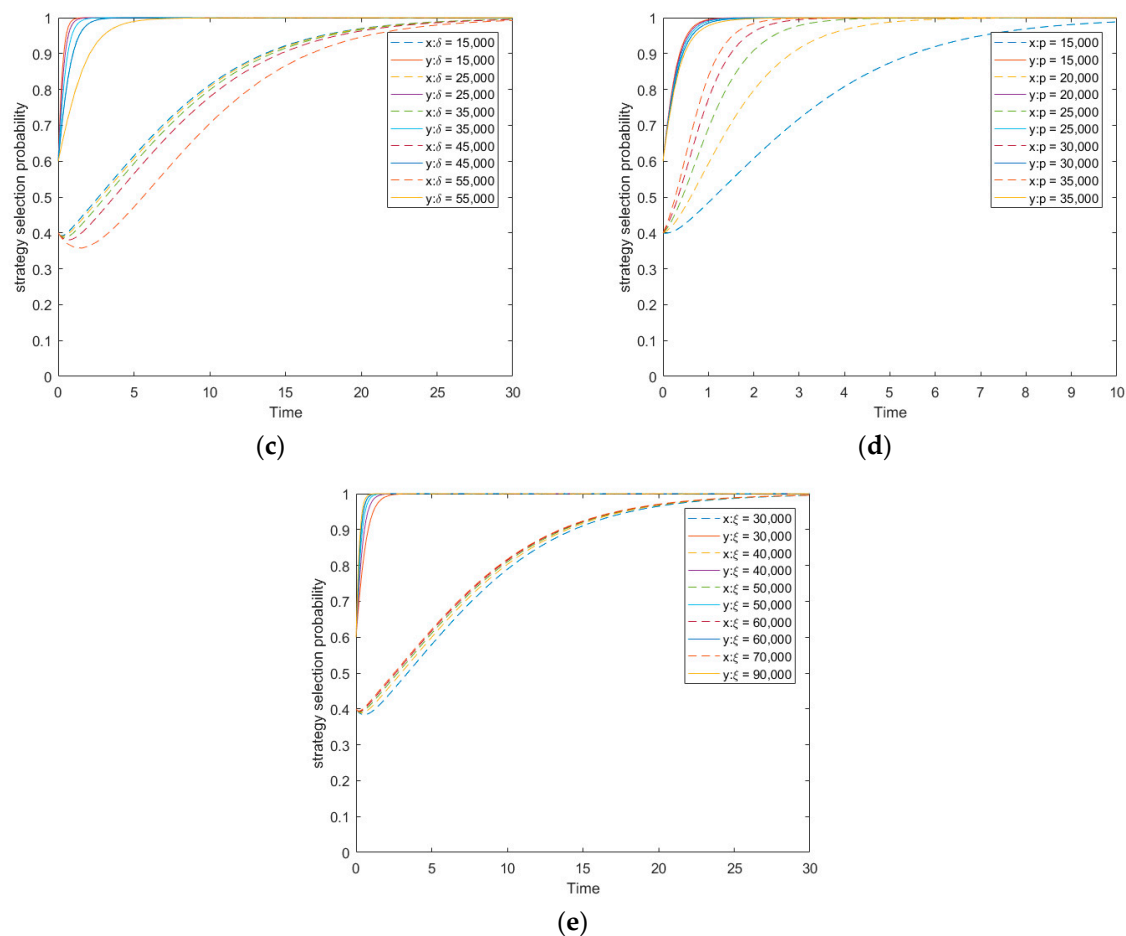 1
0.9
0.8
0.7
0.6
0.5
0.4
0.3
0.2
0.1
0
strategy selection probability
0 5 10 15 20 25 30
Time
x:δ = 15,000
y:δ = 15,000
x:δ = 25,000
y:δ = 25,000
x:δ = 35,000
y:δ = 35,000
x:δ = 45,000
y:δ = 45,000
x:δ = 55,000
y:δ = 55,000
(c)
1
0.9
0.8
0.7
0.6
0.5
0.4
0.3
0.2
0.1
0
strategy selection probability
0 1 2 3 4 5 6 7 8 9 10
Time
x:p = 15,000
y:p = 15,000
x:p = 20,000
y:p = 20,000
x:p = 25,000
y:p = 25,000
x:p = 30,000
y:p = 30,000
x:p = 35,000
y:p = 35,000
(d)
1
0.9
0.8
0.7
0.6
0.5
0.4
0.3
0.2
0.1
0
strategy selection probability
0 5 10 15 20 25 30
Time
x:ξ = 30,000
y:ξ = 30,000
x:ξ = 40,000
y:ξ = 40,000
x:ξ = 50,000
y:ξ = 50,000
x:ξ = 60,000
y:ξ = 60,000
x:ξ = 70,000
y:ξ = 90,000
(e)